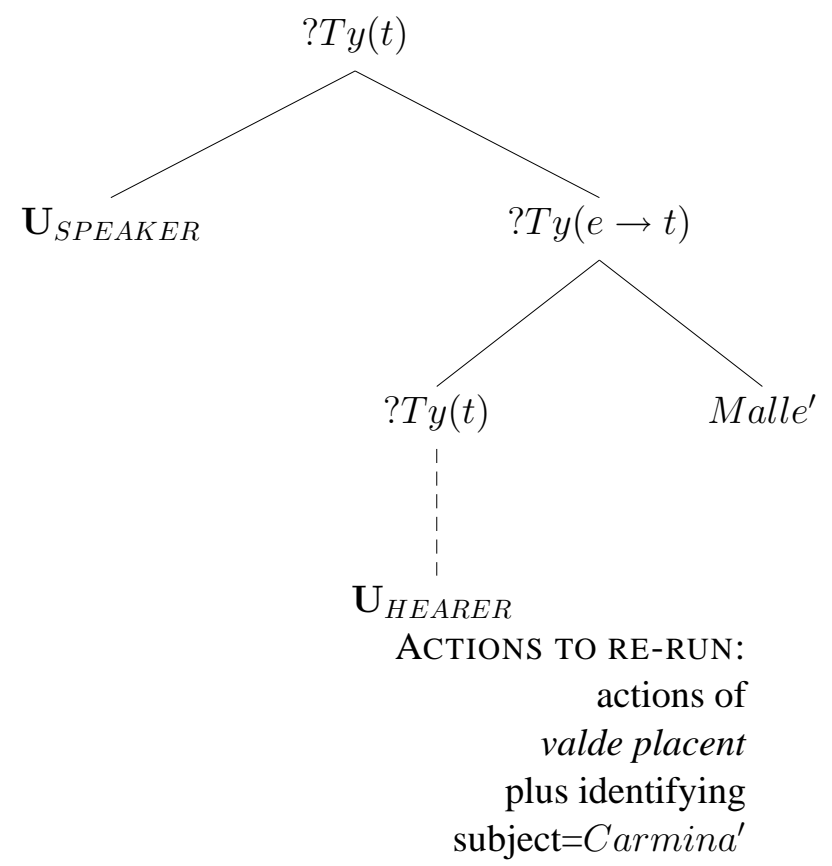 ?Ty(t)
U_SPEAKER ?Ty(e → t)
?Ty(t) Malle′
U_HEARER
ACTIONS TO RE-RUN:
actions of
valde placent
plus identifying
subject=Carmina′